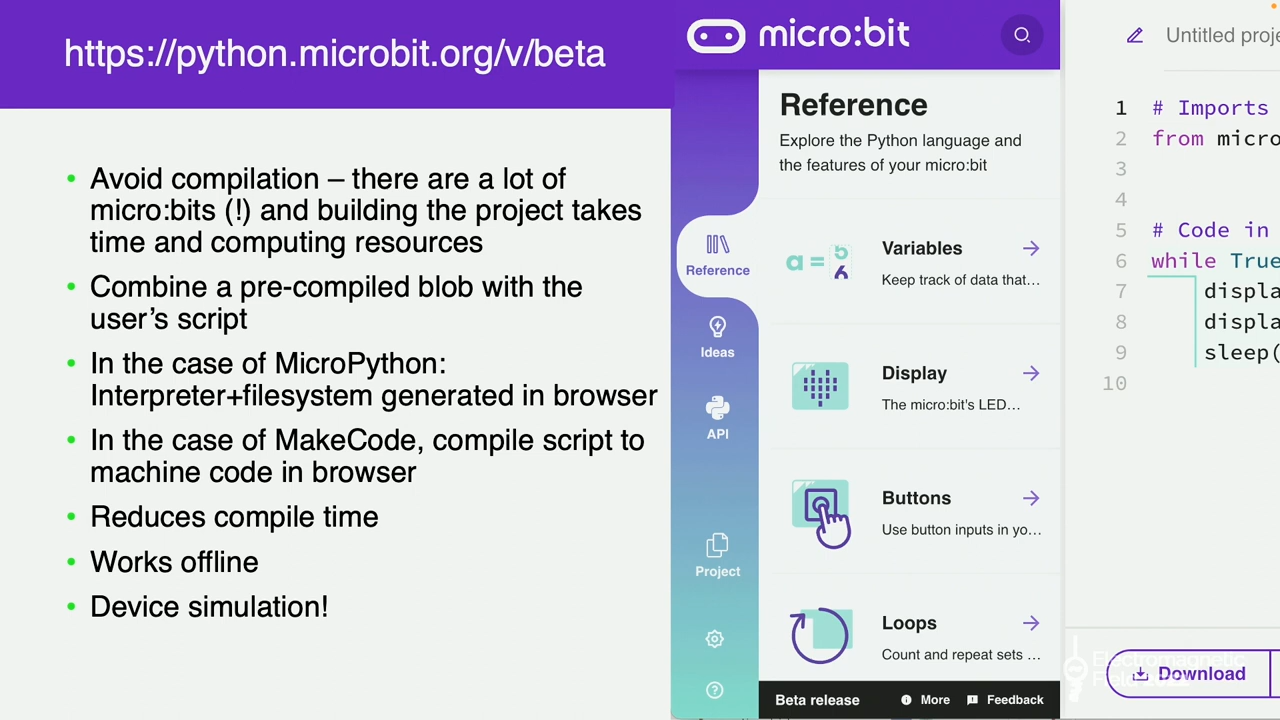 https://python.microbit.org/v/beta
• Avoid compilation – there are a lot of
micro:bits (!) and building the project takes
time and computing resources
• Combine a pre-compiled blob with the
user’s script
• In the case of MicroPython:
Interpreter+filesystem generated in browser
• In the case of MakeCode, compile script to
machine code in browser
• Reduces compile time
• Works offline
• Device simulation!
micro:bit
Reference
Explore the Python language and
the features of your micro:bit
Reference
Ideas
API
Project
a = 5
Variables
Keep track of data that…
Display
The micro:bit's LED…
Buttons
Use button inputs in yo…
Loops
Count and repeat sets …
Beta release
More
Feedback
Untitled proje
1 # Imports
2 from micro
3
4
5 # Code in
6 while True
7 displa
8 displa
9 sleep(
10
Electromagnetic
Field
Download